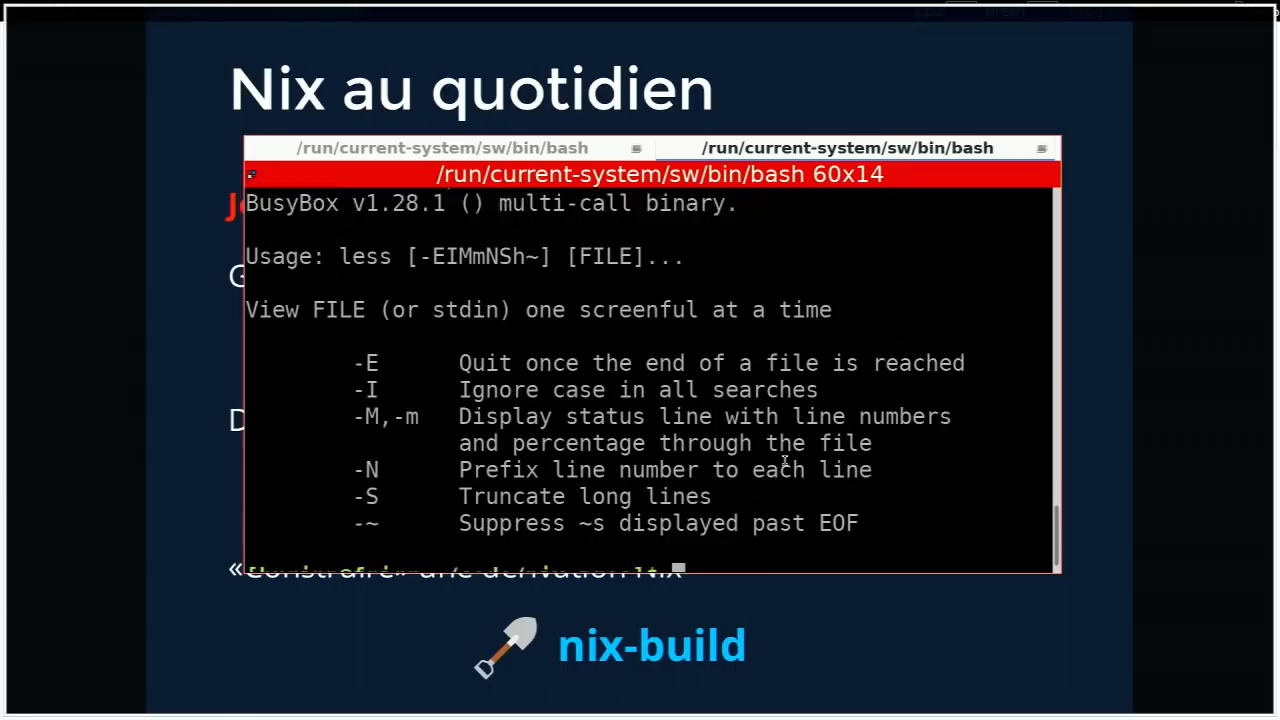 Nix au quotidien
/run/current-system/sw/bin/bash /run/current-system/sw/bin/bash
/run/current-system/sw/bin/bash 60x14
BusyBox v1.28.1 () multi-call binary.
Usage: less [-EIMmNSh~] [FILE]...
View FILE (or stdin) one screenful at a time
-E Quit once the end of a file is reached
-I Ignore case in all searches
-M,-m Display status line with line numbers
and percentage through the file
-N Prefix line number to each line
-S Truncate long lines
-~ Suppress ~s displayed past EOF
nix-build